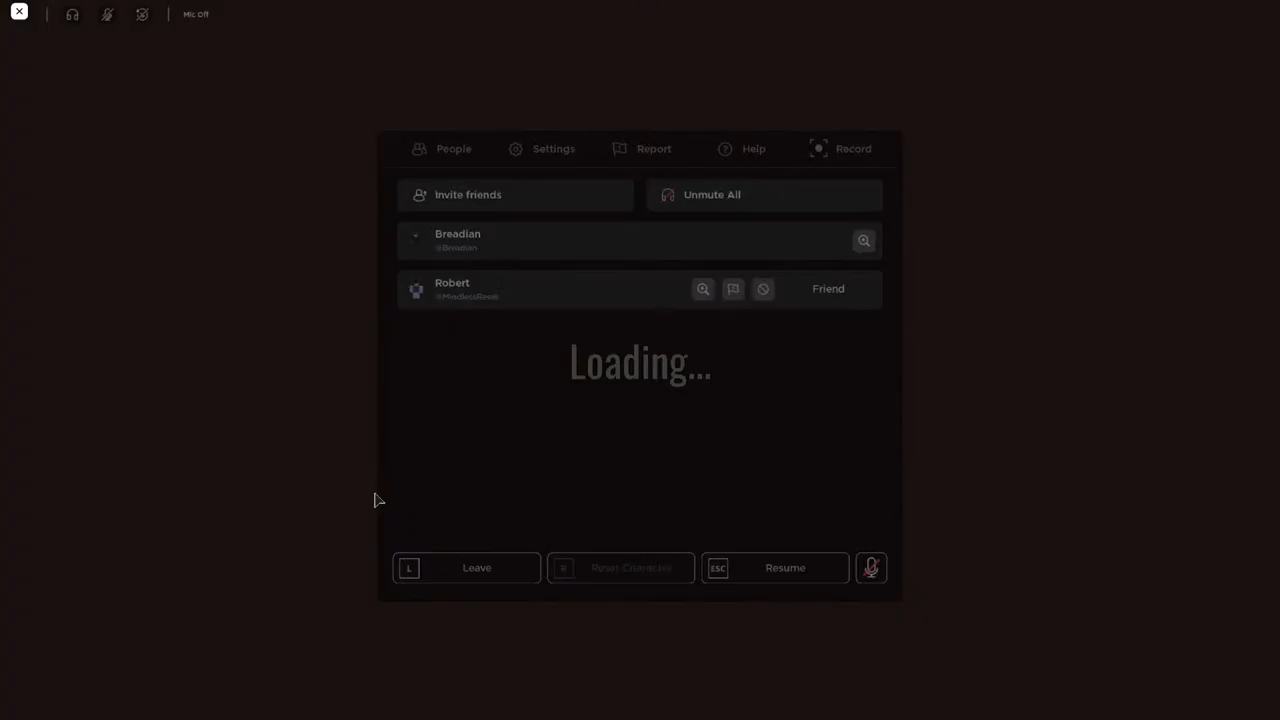 Mic Off
People Settings Report Help Record
Invite friends Unmute All
Breadian
@Breadian
Robert
Friend
Loading...
L Leave R Reset Character ESC Resume